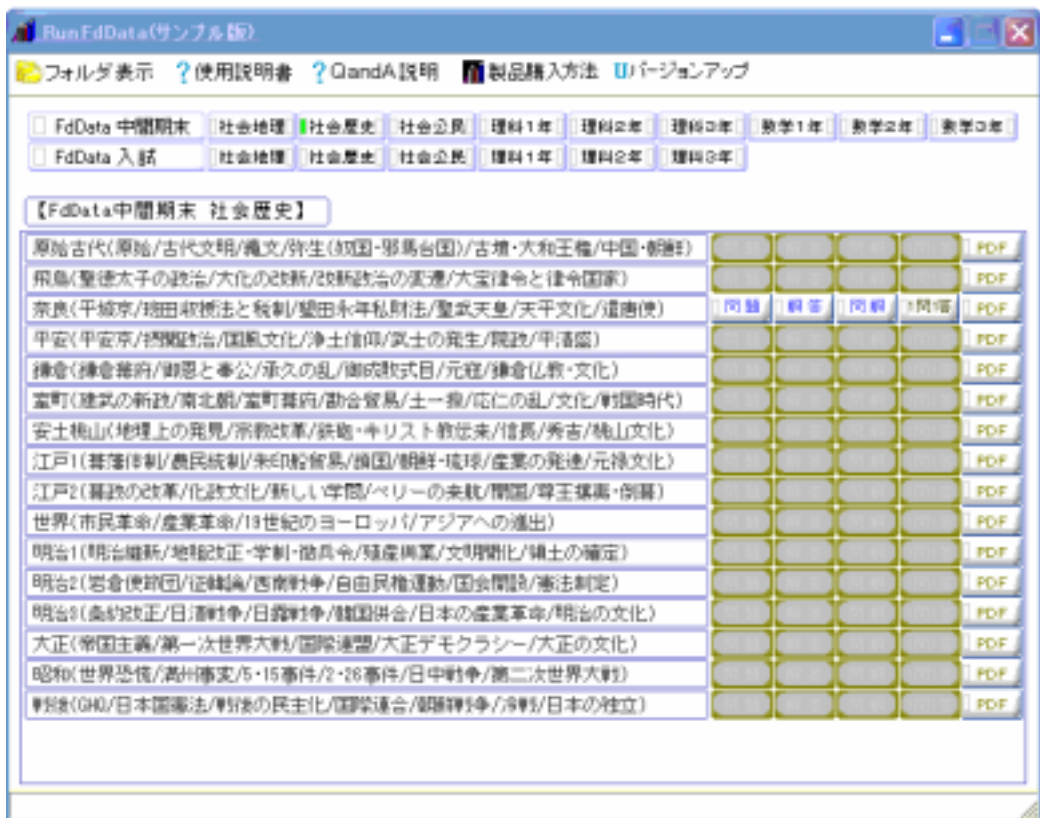 RunFdData(サンプル版)
フォルダ表示 ?使用説明書 ?QandA説明 製品購入方法 Uバージョンアップ
FdData 中間期末 社会地理 社会歴史 社会公民 理科1年 理科2年 理科3年 数学1年 数学2年 数学3年
FdData 入試 社会地理 社会歴史 社会公民 理科1年 理科2年 理科3年
【FdData中間期末 社会歴史】
原始古代(原始/古代文明/縄文/弥生(奴国・邪馬台国)/古墳・大和王権/中国・朝鮮) PDF
飛鳥(聖徳太子の政治/大化の改新/改新政治の変遷/大宝律令と律令国家) PDF
奈良(平城京/班田収授法と税制/墾田永年私財法/聖武天皇/天平文化/遣唐使) 問題 解答 問解 1問1答 PDF
平安(平安京/摂関政治/国風文化/浄土信仰/武士の発生/院政/平清盛) PDF
鎌倉(鎌倉幕府/御恩と奉公/承久の乱/御成敗式目/元寇/鎌倉仏教・文化) PDF
室町(建武の新政/南北朝/室町幕府/勘合貿易/土一揆/応仁の乱/文化/戦国時代) PDF
安土桃山(地理上の発見/宗教改革/鉄砲・キリスト教伝来/信長/秀吉/桃山文化) PDF
江戸1(幕藩体制/農民統制/朱印船貿易/鎖国/朝鮮・琉球/産業の発達/元禄文化) PDF
江戸2(幕政の改革/化政文化/新しい学問/ペリーの来航/開国/尊王攘夷・倒幕) PDF
世界(市民革命/産業革命/19世紀のヨーロッパ/アジアへの進出) PDF
明治1(明治維新/地租改正・学制・徴兵令/殖産興業/文明開化/領土の確定) PDF
明治2(岩倉使節団/征韓論/西南戦争/自由民権運動/国会開設/憲法制定) PDF
明治3(条約改正/日清戦争/日露戦争/韓国併合/日本の産業革命/明治の文化) PDF
大正(帝国主義/第一次世界大戦/国際連盟/大正デモクラシー/大正の文化) PDF
昭和(世界恐慌/満州事変/5・15事件/2・26事件/日中戦争/第二次世界大戦) PDF
戦後(GHQ/日本国憲法/戦後の民主化/国際連合/朝鮮戦争/冷戦/日本の独立) PDF